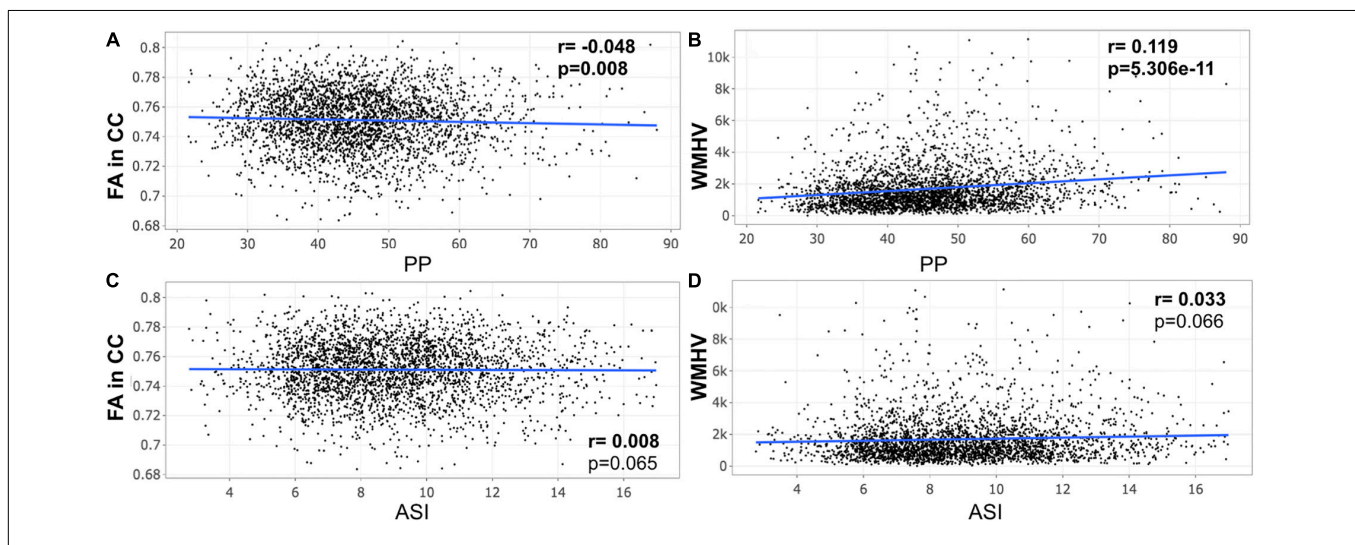 A
r= -0.048
p=0.008
FA in CC
0.8
0.78
0.76
0.74
0.72
0.7
0.68
20 30 40 50 60 70 80 90
PP
B
r= 0.119
p=5.306e-11
WMHV
10k
8k
6k
4k
2k
0
20 30 40 50 60 70 80 90
PP
C
r= 0.008
p=0.065
FA in CC
0.8
0.78
0.76
0.74
0.72
0.7
0.68
4 6 8 10 12 14 16
ASI
D
r= 0.033
p=0.066
WMHV
0k
8k
6k
4k
2k
0
4 6 8 10 12 14 16
ASI